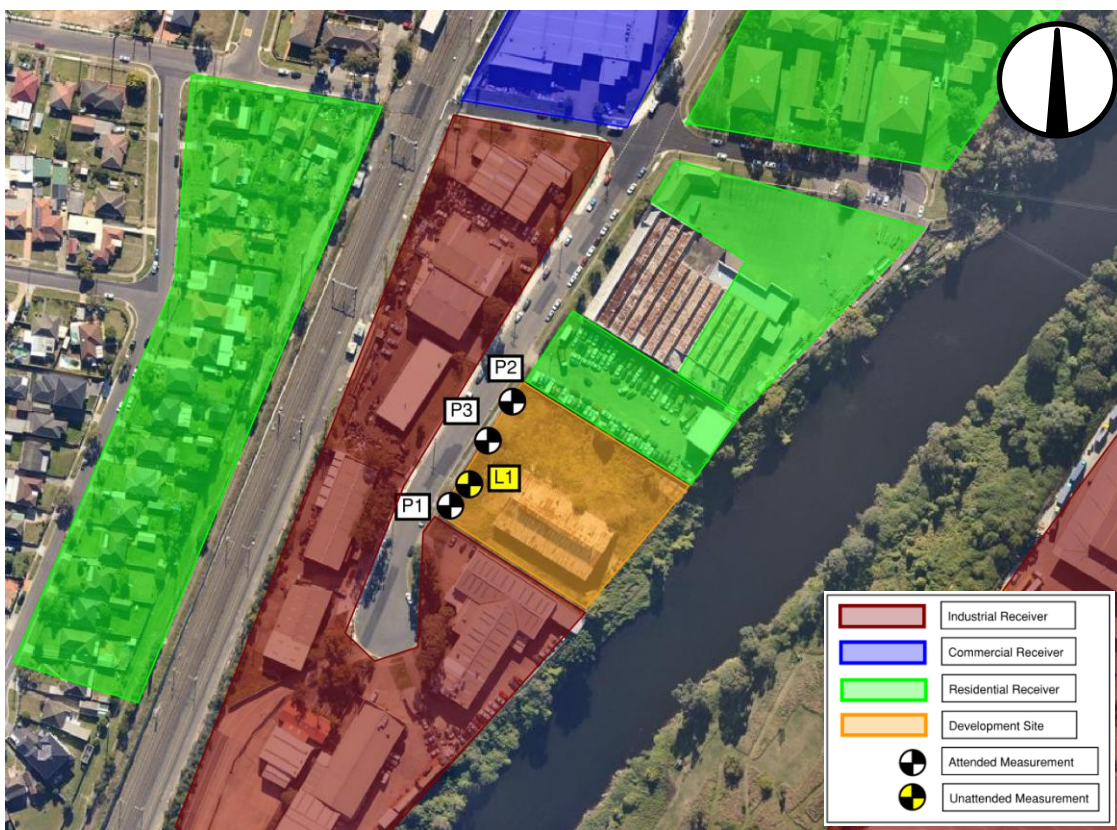 P2
P3
L1
P1
Industrial Receiver
Commercial Receiver
Residential Receiver
Development Site
Attended Measurement
Unattended Measurement